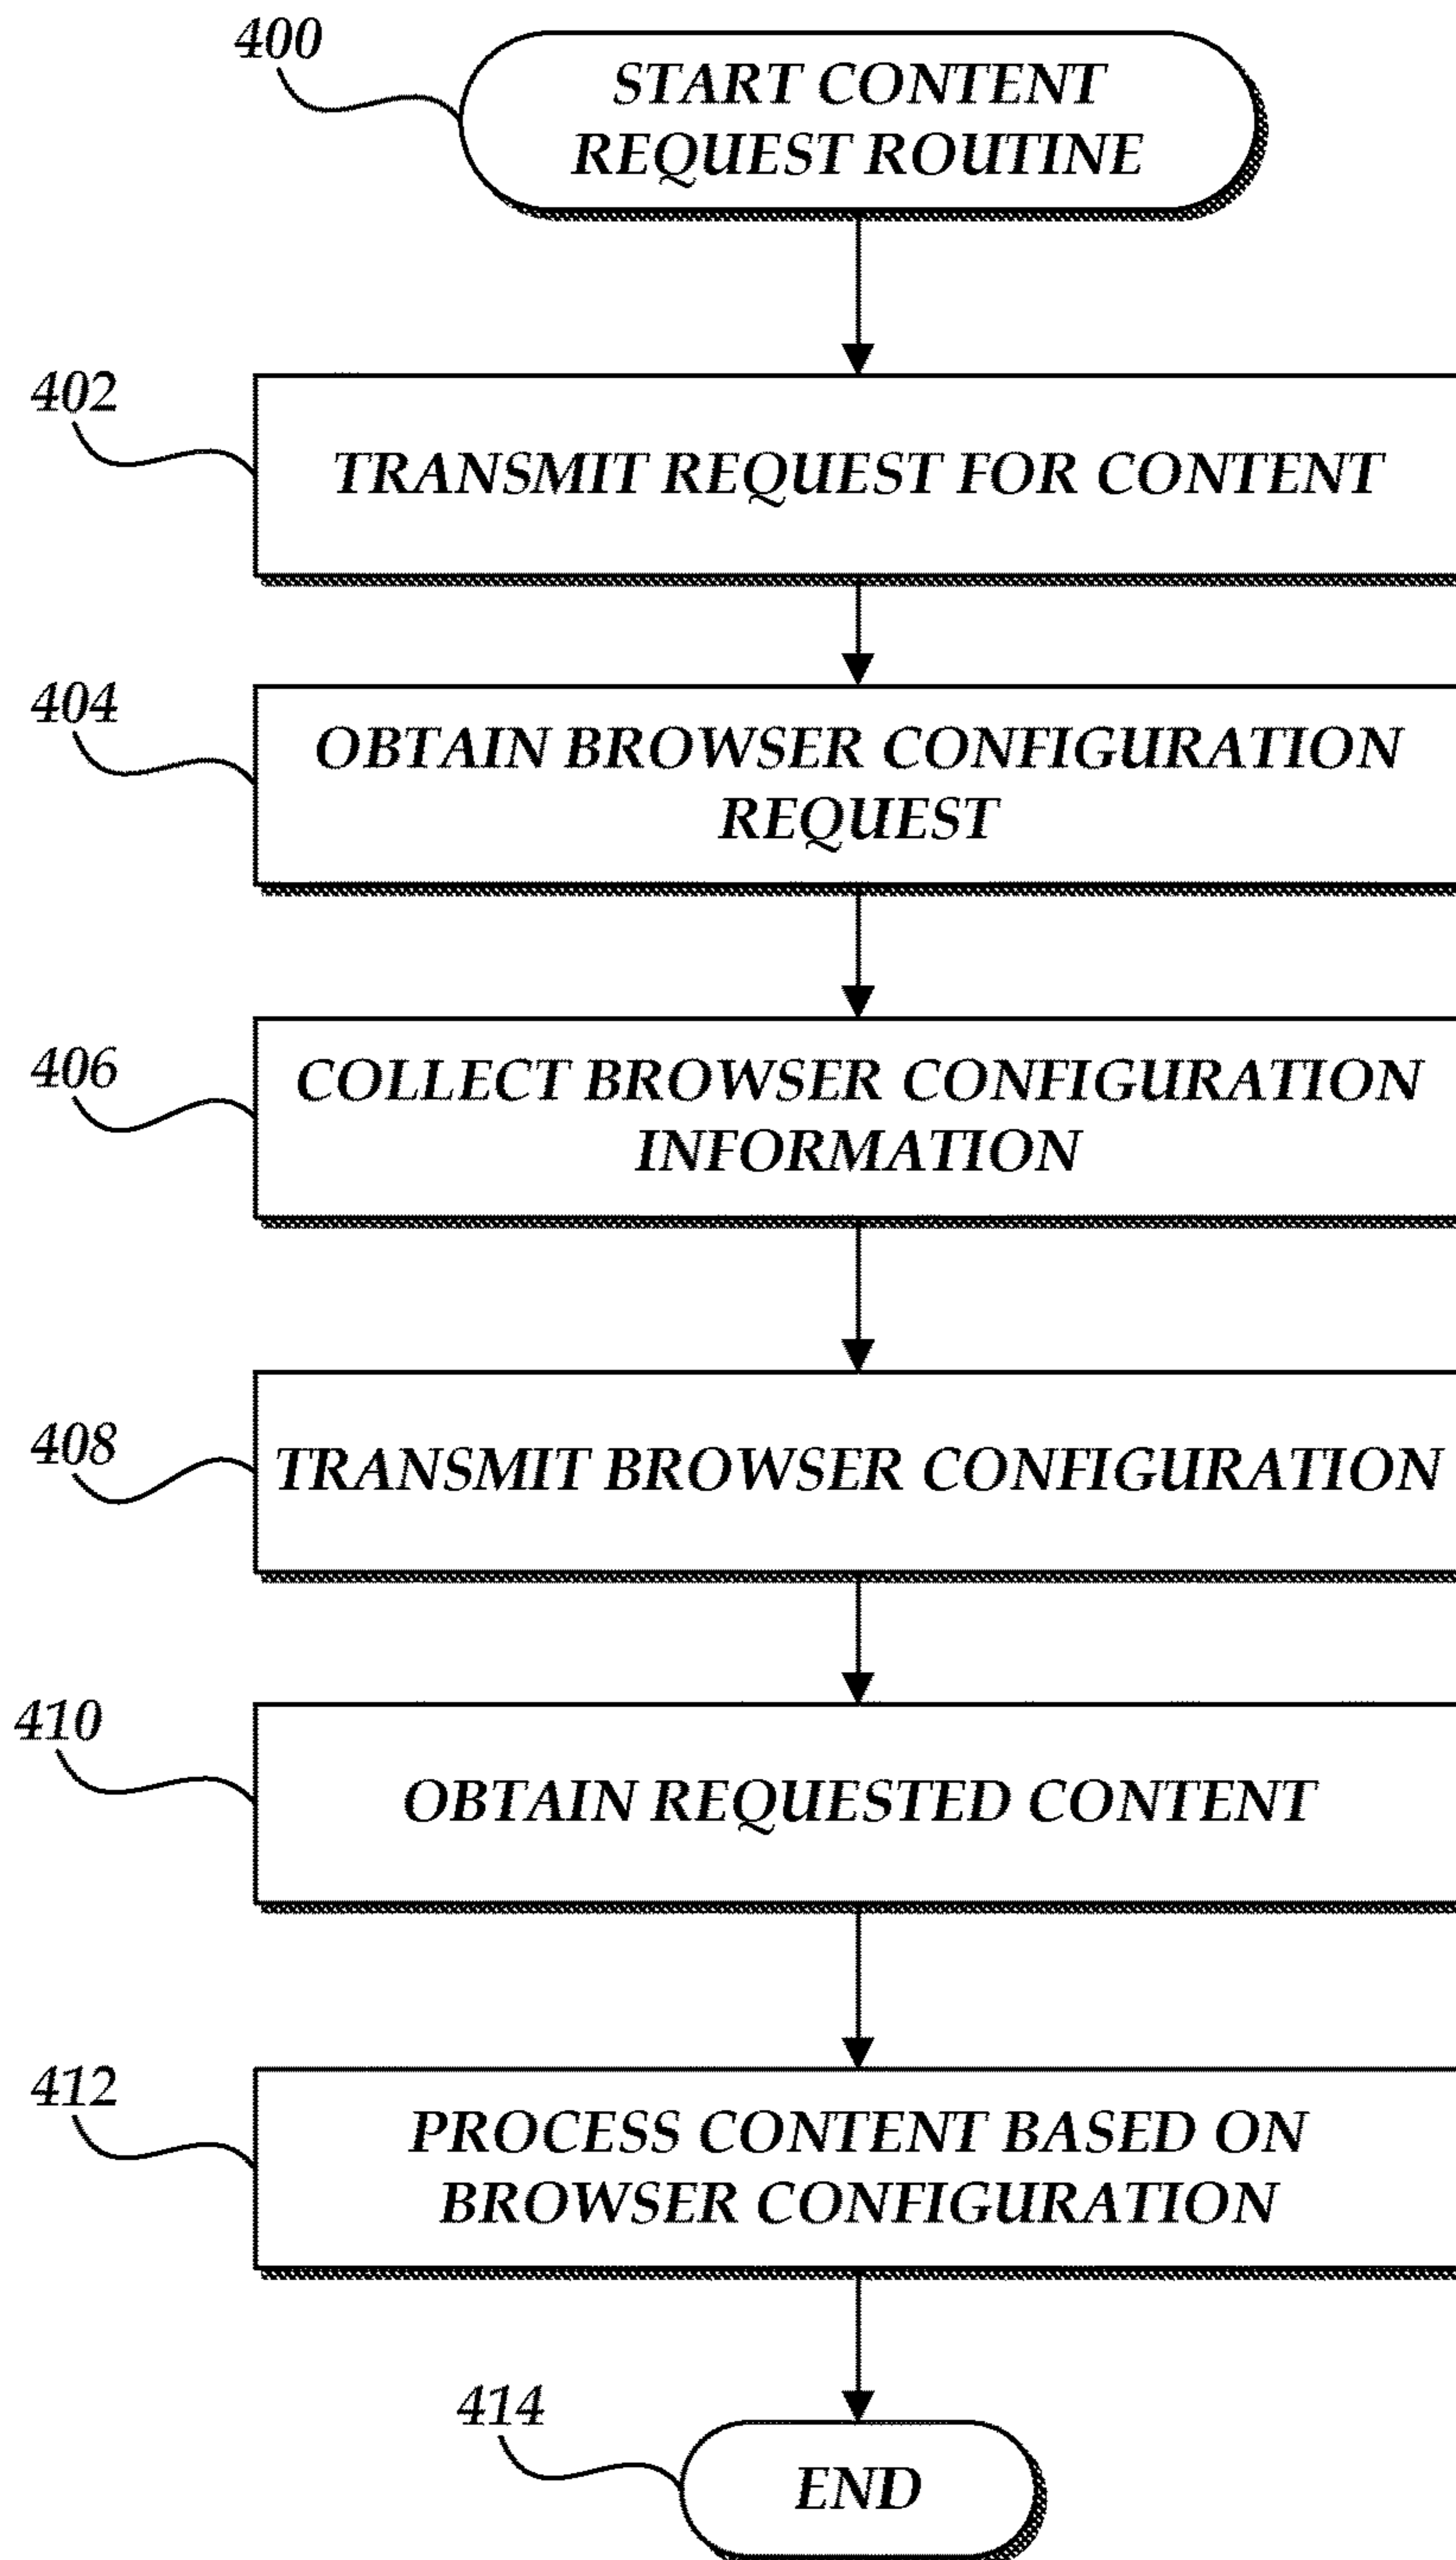 400
START CONTENT
REQUEST ROUTINE
402
TRANSMIT REQUEST FOR CONTENT
404
OBTAIN BROWSER CONFIGURATION
REQUEST
406
COLLECT BROWSER CONFIGURATION
INFORMATION
408
TRANSMIT BROWSER CONFIGURATION
410
OBTAIN REQUESTED CONTENT
412
PROCESS CONTENT BASED ON
BROWSER CONFIGURATION
414
END